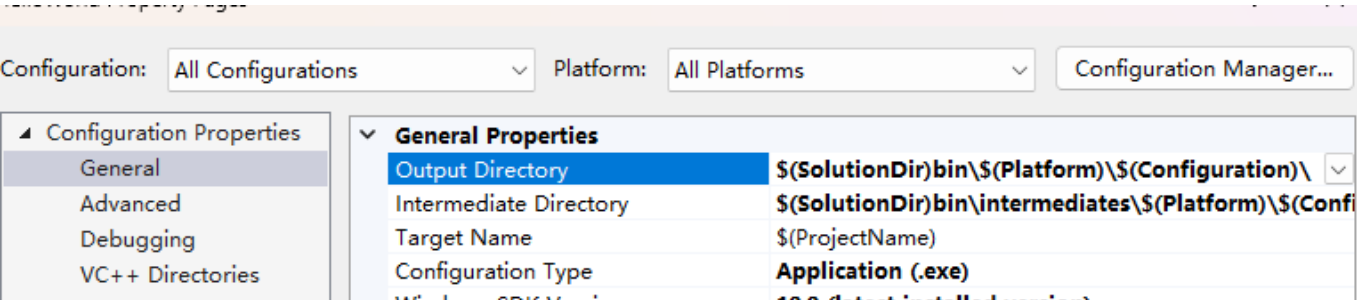 Configuration: All Configurations Platform: All Platforms Configuration Manager...
Configuration Properties
General
Advanced
Debugging
VC++ Directories
General Properties
Output Directory $(SolutionDir)bin\$(Platform)\$(Configuration)\
Intermediate Directory $(SolutionDir)bin\intermediates\$(Platform)\$(Confi
Target Name $(ProjectName)
Configuration Type Application (.exe)